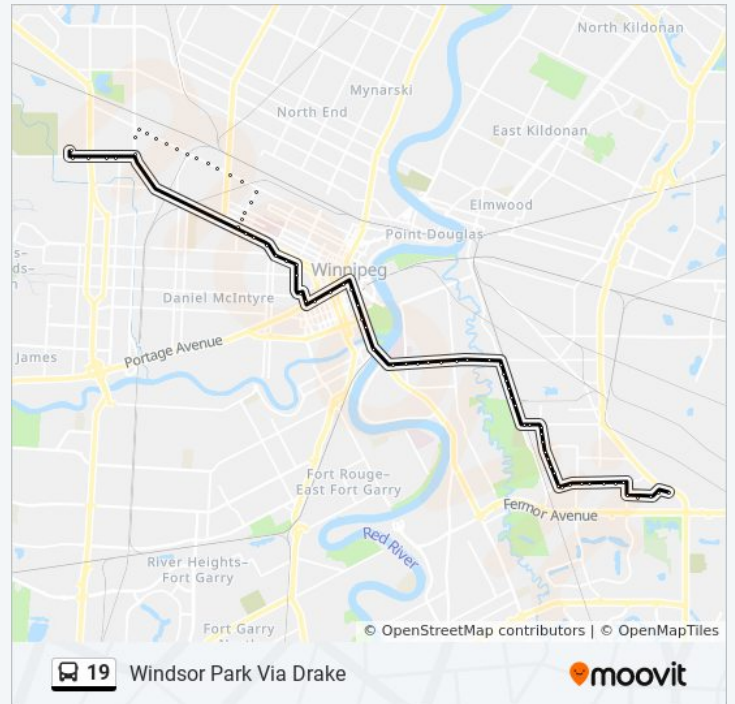 North Kildonan
Mynarski
North End
East Kildonan
Elmwood
Point Douglas
Winnipeg
Daniel McIntyre
James
Portage Avenue
Fort Rouge–
East Fort Garry
Fermor Avenue
Red River
River Heights–
Fort Garry
Fort Garry
© OpenStreetMap contributors | © OpenMapTiles
19 Windsor Park Via Drake
moovit